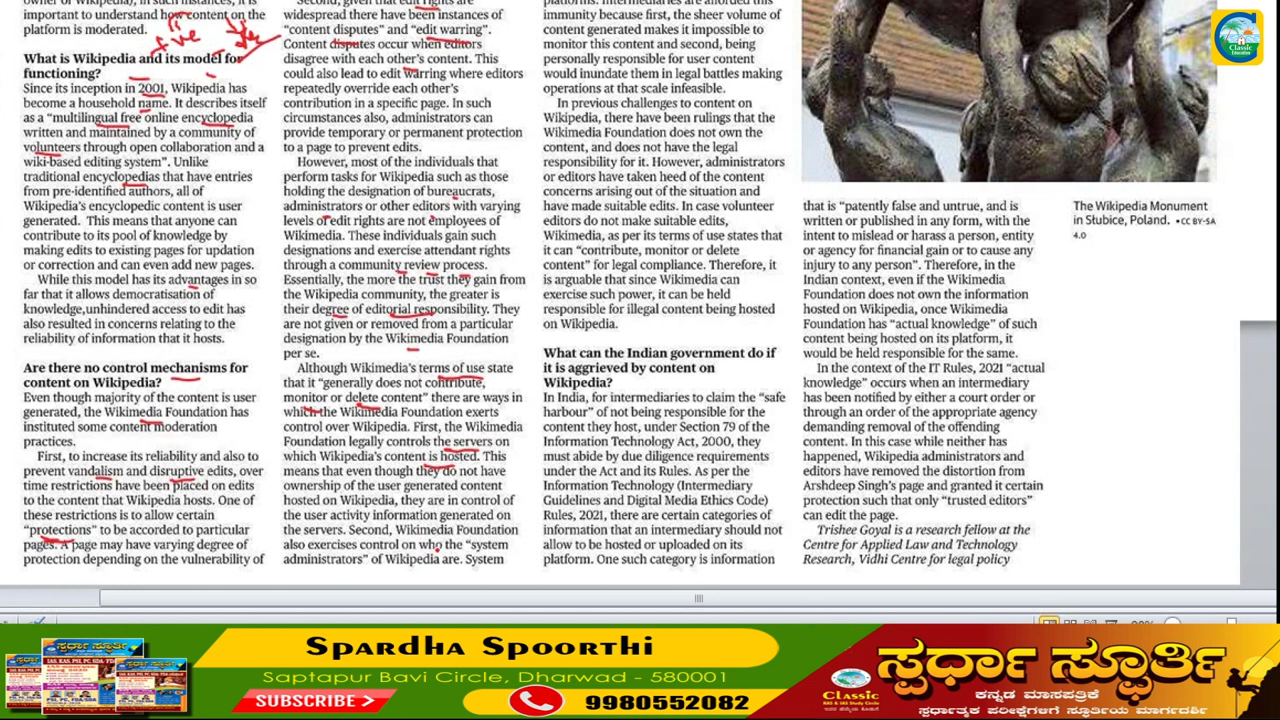 owner of Wikipedia), in such instances, it is
important to understand how content on the
platform is moderated.
What is Wikipedia and its model for
functioning?
Since its inception in 2001, Wikipedia has
become a household name. It describes itself
as a “multilingual free online encyclopedia
written and maintained by a community of
volunteers through open collaboration and a
wiki-based editing system”. Unlike
traditional encyclopedias that have entries
from pre-identified authors, all of
Wikipedia’s encyclopedic content is user
generated. This means that anyone can
contribute to its pool of knowledge by
making edits to existing pages for updation
or correction and can even add new pages.
While this model has its advantages in so
far that it allows democratisation of
knowledge,unhindered access to edit has
also resulted in concerns relating to the
reliability of information that it hosts.
Are there no control mechanisms for
content on Wikipedia?
Even though majority of the content is user
generated, the Wikimedia Foundation has
instituted some content moderation
practices.
First, to increase its reliability and also to
prevent vandalism and disruptive edits, over
time restrictions have been placed on edits
to the content that Wikipedia hosts. One of
these restrictions is to allow certain
“protections” to be accorded to particular
pages. A page may have varying degree of
protection depending on the vulnerability of
Second, given that edit rights are
widespread there have been instances of
“content disputes” and “edit warring”.
Content disputes occur when editors
disagree with each other’s content. This
could also lead to edit warring where editors
repeatedly override each other’s
contribution in a specific page. In such
circumstances also, administrators can
provide temporary or permanent protection
to a page to prevent edits.
However, most of the individuals that
perform tasks for Wikipedia such as those
holding the designation of bureaucrats,
administrators or other editors with varying
levels of edit rights are not employees of
Wikimedia. These individuals gain such
designations and exercise attendant rights
through a community review process.
Essentially, the more the trust they gain from
the Wikipedia community, the greater is
their degree of editorial responsibility. They
are not given or removed from a particular
designation by the Wikimedia Foundation
per se.
Although Wikimedia’s terms of use state
that it “generally does not contribute,
monitor or delete content” there are ways in
which the Wikimedia Foundation exerts
control over Wikipedia. First, the Wikimedia
Foundation legally controls the servers on
which Wikipedia’s content is hosted. This
means that even though they do not have
ownership of the user generated content
hosted on Wikipedia, they are in control of
the user activity information generated on
the servers. Second, Wikimedia Foundation
also exercises control on who the “system
administrators” of Wikipedia are. System
platforms. Intermediaries are afforded this
immunity because first, the sheer volume of
content generated makes it impossible to
monitor this content and second, being
personally responsible for user content
would inundate them in legal battles making
operations at that scale infeasible.
In previous challenges to content on
Wikipedia, there have been rulings that the
Wikimedia Foundation does not own the
content, and does not have the legal
responsibility for it. However, administrators
or editors have taken heed of the content
concerns arising out of the situation and
have made suitable edits. In case volunteer
editors do not make suitable edits,
Wikimedia, as per its terms of use states that
it can “contribute, monitor or delete
content” for legal compliance. Therefore, it
is arguable that since Wikimedia can
exercise such power, it can be held
responsible for illegal content being hosted
on Wikipedia.
What can the Indian government do if
it is aggrieved by content on
Wikipedia?
In India, for intermediaries to claim the “safe
harbour” of not being responsible for the
content they host, under Section 79 of the
Information Technology Act, 2000, they
must abide by due diligence requirements
under the Act and its Rules. As per the
Information Technology (Intermediary
Guidelines and Digital Media Ethics Code)
Rules, 2021, there are certain categories of
information that an intermediary should not
allow to be hosted or uploaded on its
platform. One such category is information
that is “patently false and untrue, and is
written or published in any form, with the
intent to mislead or harass a person, entity
or agency for financial gain or to cause any
injury to any person”. Therefore, in the
Indian context, even if the Wikimedia
Foundation does not own the information
hosted on Wikipedia, once Wikimedia
Foundation has “actual knowledge” of such
content being hosted on its platform, it
would be held responsible for the same.
In the context of the IT Rules, 2021 “actual
knowledge” occurs when an intermediary
has been notified by either a court order or
through an order of the appropriate agency
demanding removal of the offending
content. In this case while neither has
happened, Wikipedia administrators and
editors have removed the distortion from
Arshdeep Singh’s page and granted it certain
protection such that only “trusted editors”
can edit the page.
Trishee Goyal is a research fellow at the
Centre for Applied Law and Technology
Research, Vidhi Centre for legal policy
The Wikipedia Monument
in Stubice, Poland. •CC BY-SA
4.0
Classic
Education
Spardha Spoorthi
Saptapur Bavi Circle, Dharwad - 580001
SUBSCRIBE >
9980552082
Classic
KAS & IAS Study Circle
ಸ್ಪರ್ಧಾ ಸ್ಫೂರ್ತಿ
ಕನ್ನಡ ಮಾಸಪತ್ರಿಕೆ
ಸ್ಪರ್ಧಾತ್ಮಕ ಪರೀಕ್ಷೆಗಳಿಗೆ ಸ್ಫೂರ್ತಿಯ ಮಾರ್ಗದರ್ಶಿ